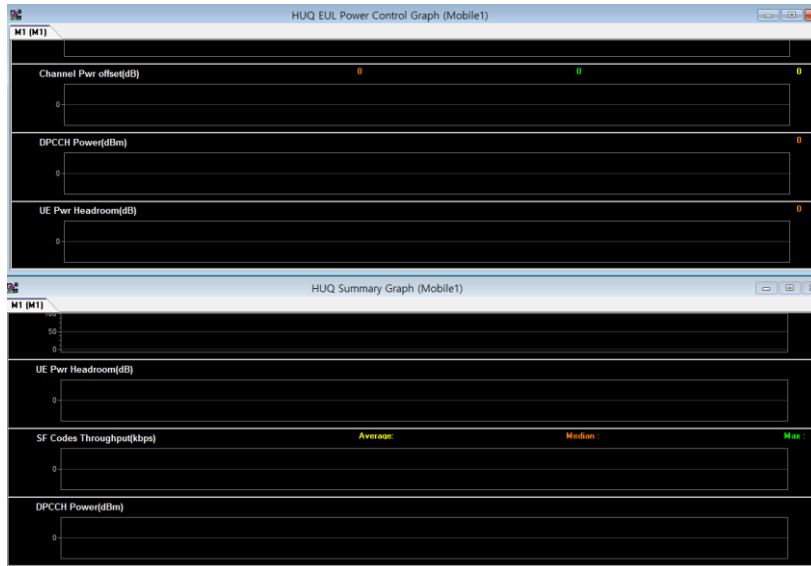 HUQ EUL Power Control Graph (Mobile1)
M1 (M1)
Channel Pwr offset(dB) 0 0 0
0
DPCCH Power(dBm) 0
0
UE Pwr Headroom(dB) 0
0
HUQ Summary Graph (Mobile1)
M1 (M1)
100
50
0
UE Pwr Headroom(dB)
0
SF Codes Throughput(kbps) Average: Median : Max :
0
DPCCH Power(dBm)
0